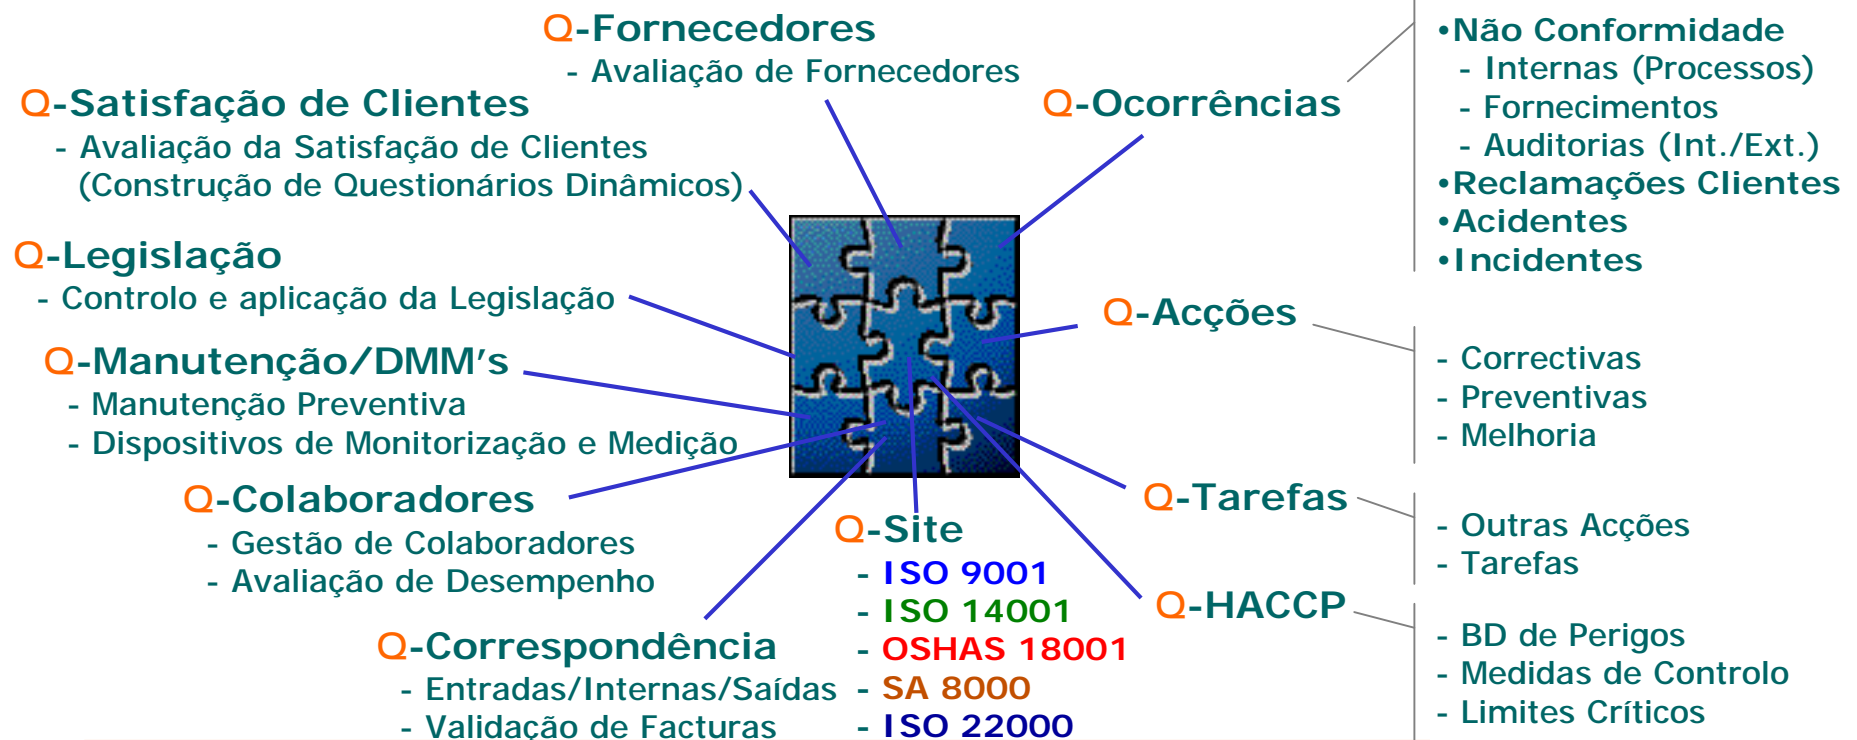 Q-Fornecedores
- Avaliação de Fornecedores
Q-Satisfação de Clientes
- Avaliação da Satisfação de Clientes
(Construção de Questionários Dinâmicos)
Q-Legislação
- Controlo e aplicação da Legislação
Q-Manutenção/DMM's
- Manutenção Preventiva
- Dispositivos de Monitorização e Medição
Q-Colaboradores
- Gestão de Colaboradores
- Avaliação de Desempenho
Q-Correspondência
- Entradas/Internas/Saídas
- Validação de Facturas
Q-Site
- ISO 9001
- ISO 14001
- OSHAS 18001
- SA 8000
- ISO 22000
Q-Ocorrências
•Não Conformidade
- Internas (Processos)
- Fornecimentos
- Auditorias (Int./Ext.)
•Reclamações Clientes
•Acidentes
•Incidentes
Q-Acções
- Correctivas
- Preventivas
- Melhoria
Q-Tarefas
- Outras Acções
- Tarefas
Q-HACCP
- BD de Perigos
- Medidas de Controlo
- Limites Críticos